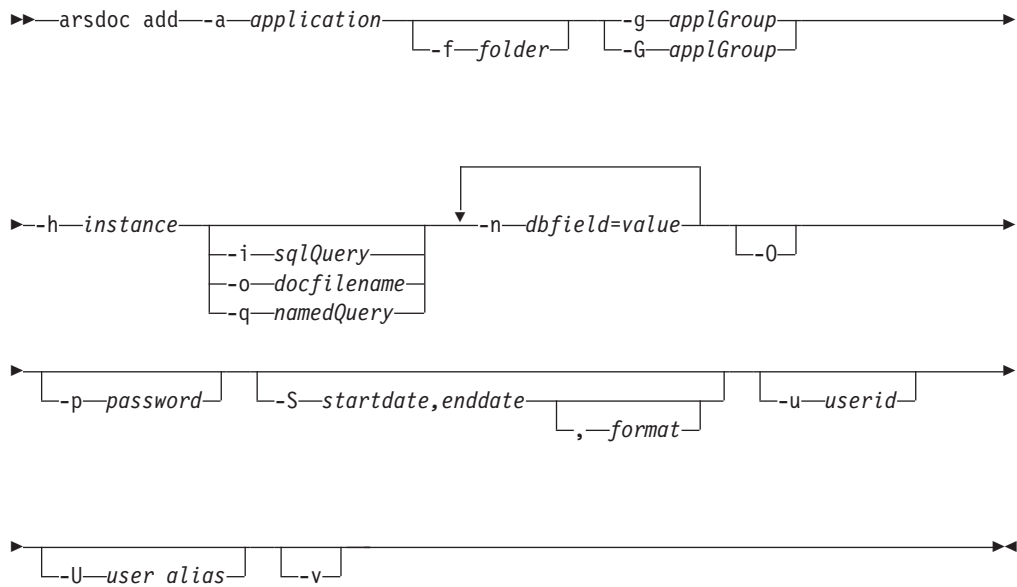 arsdoc add -a application -g applGroup
-f folder -G applGroup
-h instance -n dbfield=value
-i sqlQuery -O
-o docfilename
-q namedQuery
-p password -S startdate,enddate -u userid
, format
-U user alias -v